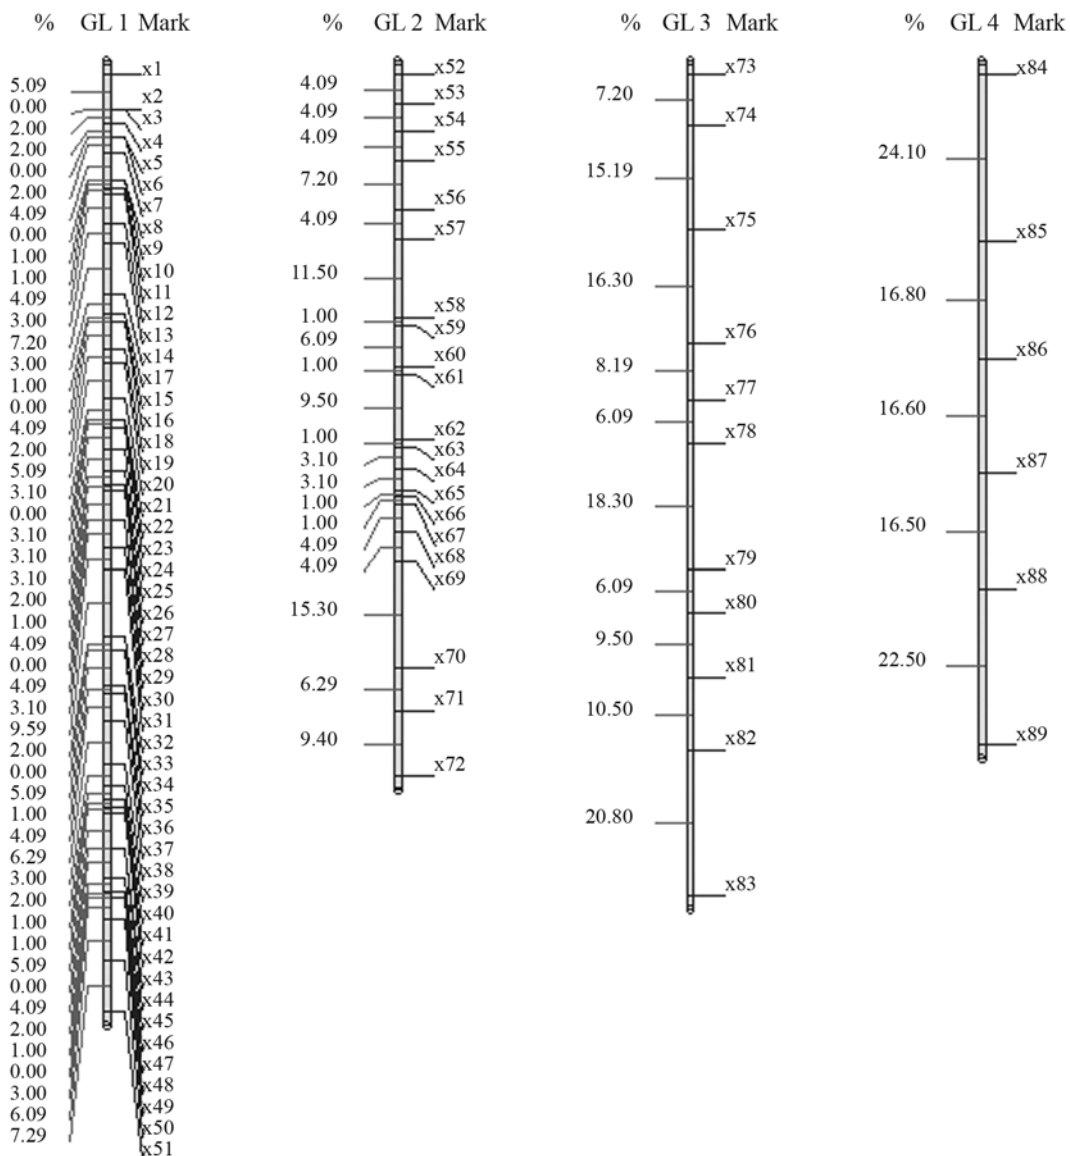 % GL 1 Mark
5.09
0.00
2.00
2.00
0.00
2.00
4.09
0.00
1.00
1.00
4.09
3.00
7.20
3.00
1.00
0.00
4.09
2.00
5.09
3.10
0.00
3.10
3.10
3.10
2.00
1.00
4.09
0.00
4.09
3.10
9.59
2.00
0.00
5.09
1.00
4.09
6.29
3.00
2.00
1.00
1.00
5.09
0.00
4.09
2.00
1.00
0.00
3.00
6.09
7.29
x1
x2
x3
x4
x5
x6
x7
x8
x9
x10
x11
x12
x13
x14
x17
x15
x16
x18
x19
x20
x21
x22
x23
x24
x25
x26
x27
x28
x29
x30
x31
x32
x33
x34
x35
x36
x37
x38
x39
x40
x41
x42
x43
x44
x45
x46
x47
x48
x49
x50
x51
% GL 2 Mark
4.09
4.09
4.09
7.20
4.09
11.50
1.00
6.09
1.00
9.50
1.00
3.10
3.10
1.00
1.00
4.09
4.09
15.30
6.29
9.40
x52
x53
x54
x55
x56
x57
x58
x59
x60
x61
x62
x63
x64
x65
x66
x67
x68
x69
x70
x71
x72
% GL 3 Mark
7.20
15.19
16.30
8.19
6.09
18.30
6.09
9.50
10.50
20.80
x73
x74
x75
x76
x77
x78
x79
x80
x81
x82
x83
% GL 4 Mark
24.10
16.80
16.60
16.50
22.50
x84
x85
x86
x87
x88
x89